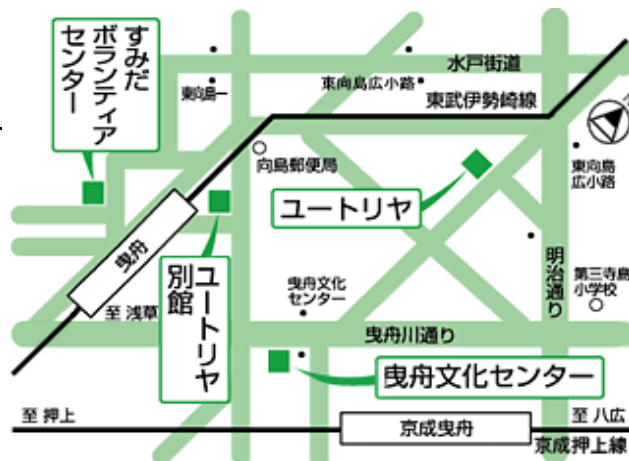 すみだ
ボランティア
センター
水戸街道
東向島一
東向島広小路
東武伊勢崎線
向島郵便局
東向島
広小路
ユートリヤ
曳舟
ユートリヤ
別館
明治通り
第三寺島
小学校
曳舟文化
センター
至 浅草
曳舟川通り
曳舟文化センター
至 押上
京成曳舟
至 八広
京成押上線